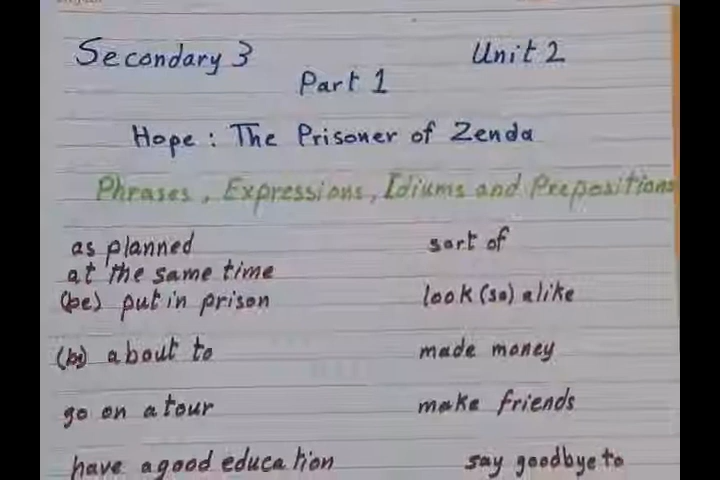 Secondary 3 Unit 2
Part 1
Hope : The Prisoner of Zenda
Phrases , Expressions , Idiums and Prepositions
as planned sort of
at the same time
(be) put in prison look (so) alike
(be) about to made money
go on a tour make friends
have a good education say goodbye to